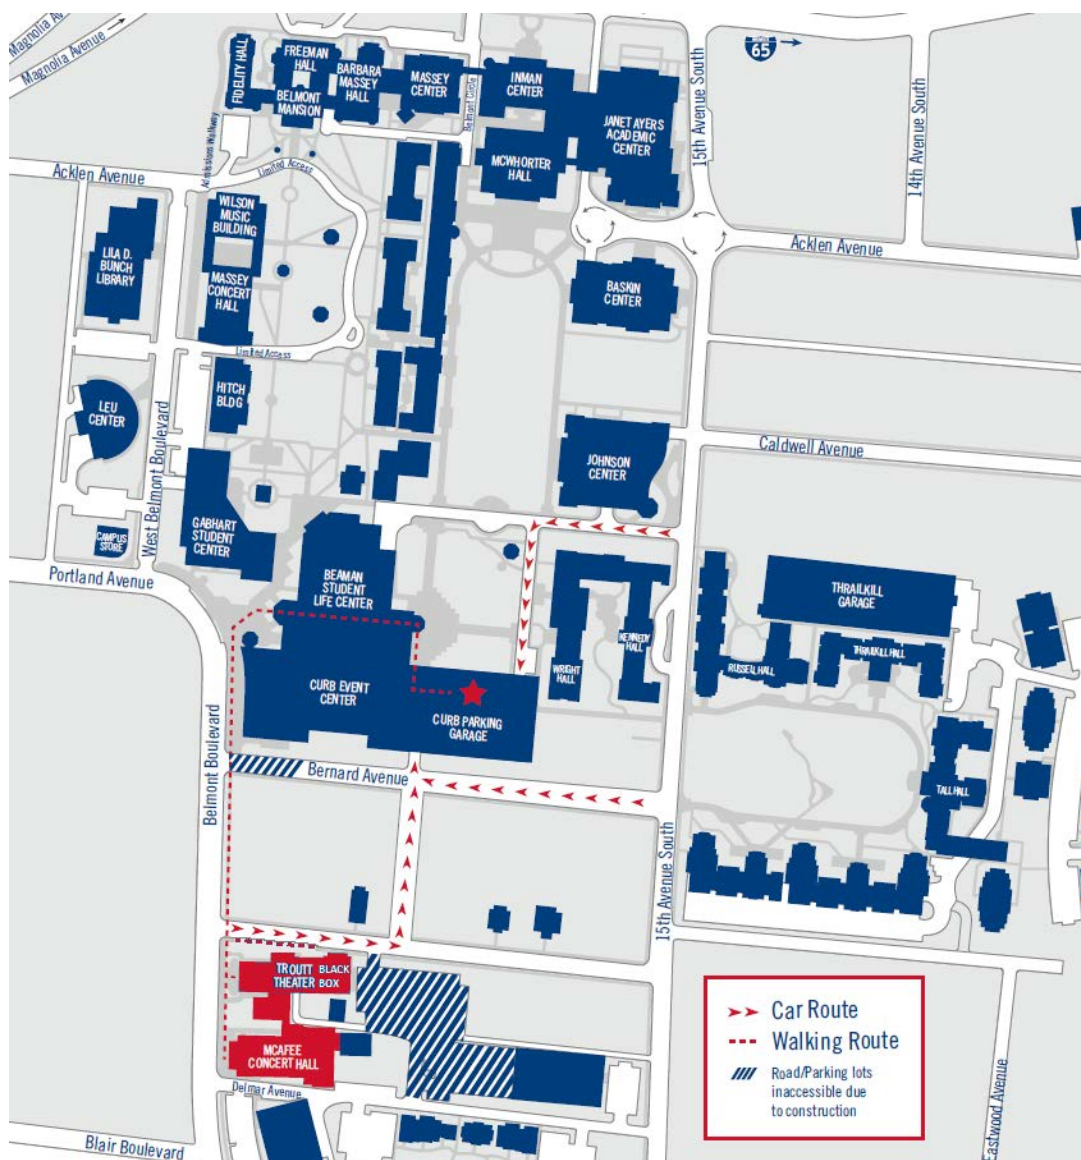 Magnolia Av
Magnolia Avenue
FIDELITY HALL
FREEMAN
HALL
BELMONT
MANSION
BARBARA
MASSEY
HALL
MASSEY
CENTER
Belmont Circle
INMAN
CENTER
MCWHORTER
HALL
JANET AYERS
ACADEMIC
CENTER
15th Avenue South
65
14th Avenue South
Admissions Walkway
Limited Access
Acklen Avenue
Acklen Avenue
LILA D.
BUNCH
LIBRARY
WILSON
MUSIC
BUILDING
MASSEY
CONCERT
HALL
BASKIN
CENTER
Limited Access
HITCH
BLDG
LEU
CENTER
West Belmont Boulevard
JOHNSON
CENTER
Caldwell Avenue
GABHART
STUDENT
CENTER
CAMPUS
STORE
Portland Avenue
BEAMAN
STUDENT
LIFE CENTER
THRAILKILL
GARAGE
WRIGHT
HALL
KENNEDY
HALL
RUSSELL HALL
THRAILKILL HALL
CURB EVENT
CENTER
CURB PARKING
GARAGE
Belmont Boulevard
Bernard Avenue
TALL HALL
15th Avenue South
TROUTT
THEATER
BLACK
BOX
MCAFEE
CONCERT HALL
Delmar Avenue
Blair Boulevard
Eastwood Avenue
Car Route
Walking Route
Road/Parking lots
inaccessible due
to construction